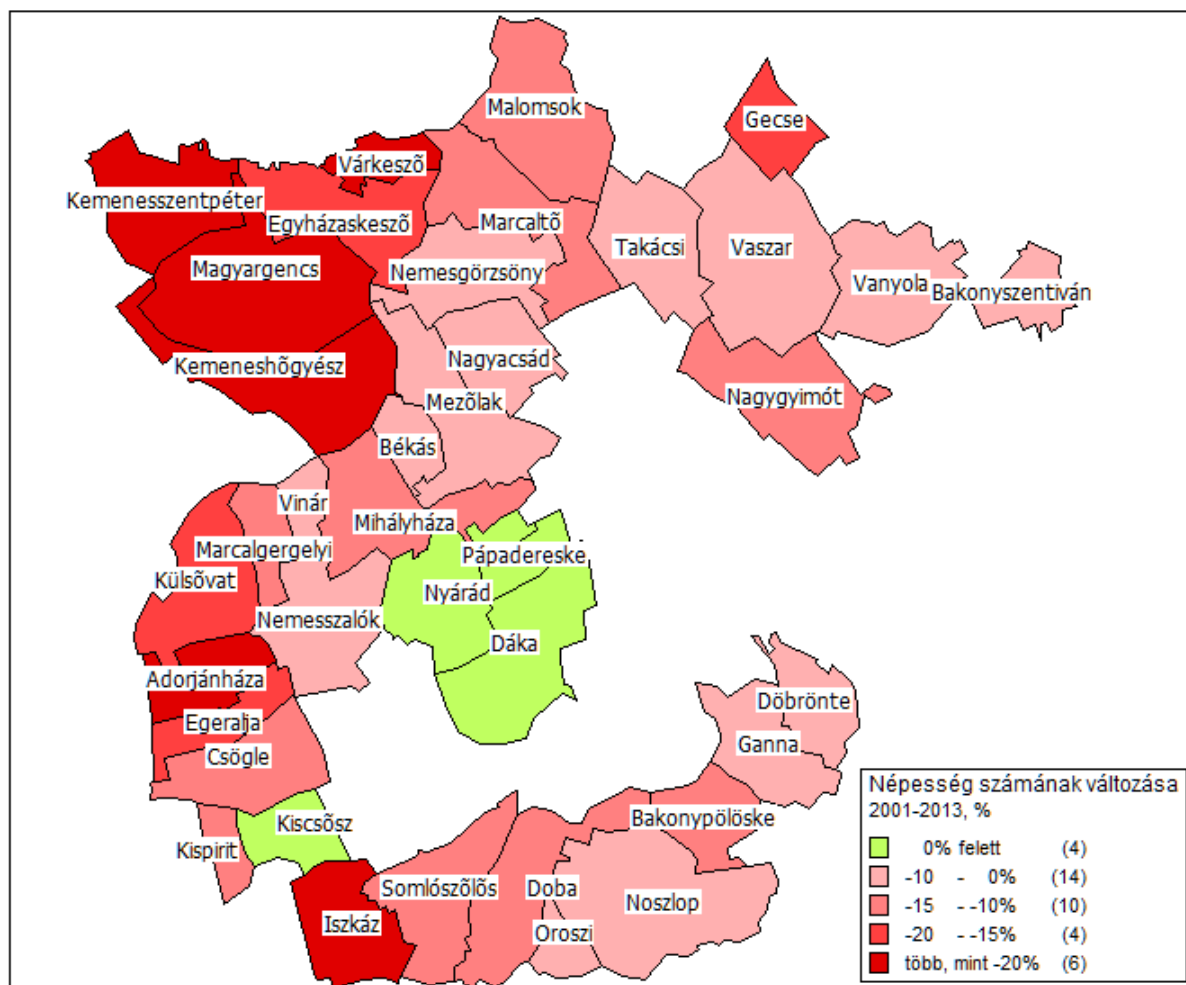 Malomsok
Gecse
Várkeszõ
Kemenesszentpéter
Egyházaskeszõ
Marcaltõ
Takácsi
Vaszar
Magyargencs
Nemesgörzsöny
Vanyola
Bakonyszentiván
Kemeneshõgyész
Nagyacsád
Mezõlak
Nagygyimót
Békás
Vinár
Mihályháza
Marcalgergelyi
Pápadereske
Külsõvat
Nyárád
Nemesszalók
Dáka
Adorjánháza
Döbrönte
Egeralja
Ganna
Csögle
Kiscsõsz
Bakonypölöske
Kispirit
Somlószõlõs
Doba
Noszlop
Iszkáz
Oroszi
Népesség számának változása
2001-2013, %
0% felett (4)
-10 - 0% (14)
-15 - -10% (10)
-20 - -15% (4)
több, mint -20% (6)